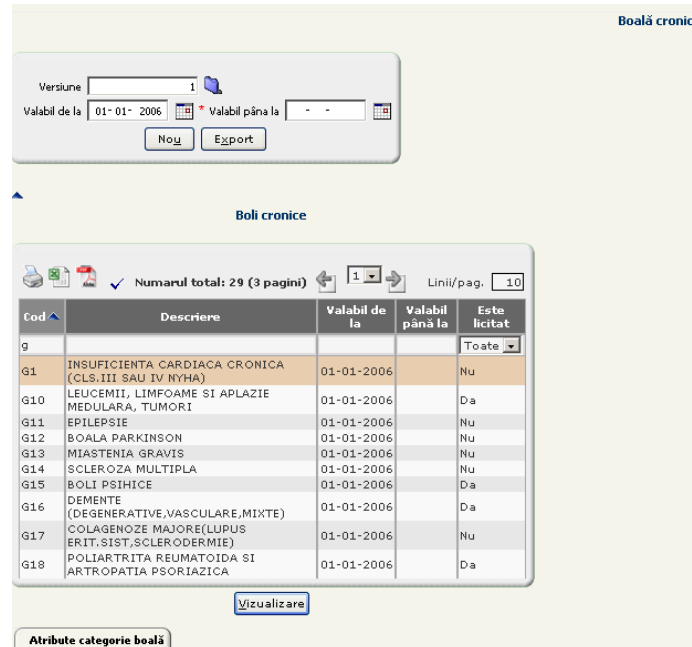 Boală cronic
Versiune 1
Valabil de la 01-01- 2006 * Valabil pâna la - -
Nou Export
Boli cronice
Numarul total: 29 (3 pagini) 1 Linii/pag. 10
Cod Descriere Valabil de la Valabil până la Este licitat
g Toate
G1 INSUFICIENTA CARDIACA CRONICA (CLS.III SAU IV NYHA) 01-01-2006 Nu
G10 LEUCEMII, LIMFOAME SI APLAZIE MEDULARA, TUMORI 01-01-2006 Da
G11 EPILEPSIE 01-01-2006 Nu
G12 BOALA PARKINSON 01-01-2006 Nu
G13 MIASTENIA GRAVIS 01-01-2006 Nu
G14 SCLEROZA MULTIPLA 01-01-2006 Nu
G15 BOLI PSIHICE 01-01-2006 Da
G16 DEMENTE (DEGENERATIVE,VASCULARE,MIXTE) 01-01-2006 Da
G17 COLAGENOZE MAJORE(LUPUS ERIT.SIST,SCLERODERMIE) 01-01-2006 Nu
G18 POLIARTRITA REUMATOIDA SI ARTROPATIA PSORIAZICA 01-01-2006 Da
Vizualizare
Atribute categorie boală